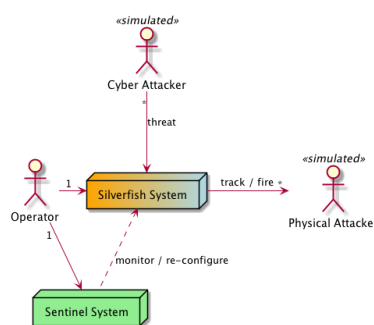 «simulated»
Cyber Attacker
*
threat
«simulated»
1
Silverfish System
track / fire *
Operator
Physical Attacke
1
monitor / re-configure
Sentinel System